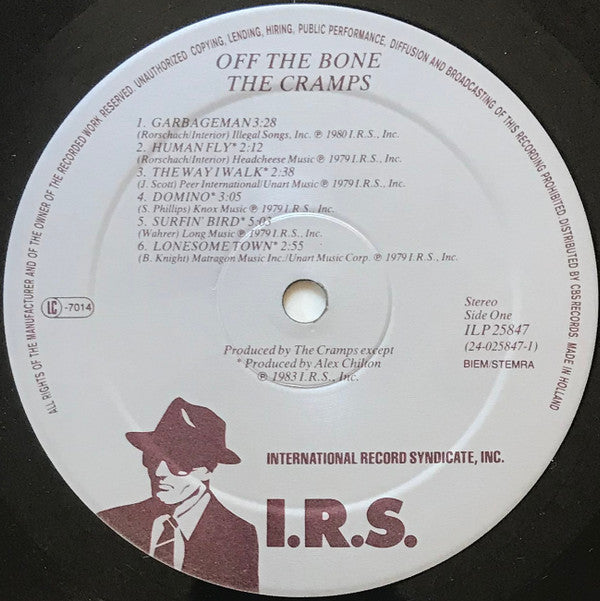 ALL RIGHTS OF THE MANUFACTURER AND OF THE OWNER OF THE RECORDED WORK RESERVED. UNAUTHORIZED COPYING, LENDING, HIRING, PUBLIC PERFORMANCE, DIFFUSION AND BROADCASTING OF THIS RECORDING PROHIBITED. DISTRIBUTED BY CBS RECORDS. MADE IN HOLLAND
OFF THE BONE
THE CRAMPS
1. GARBAGEMAN 3:28
(Rorschach/Interior) Illegal Songs, Inc. ℗ 1980 I.R.S., Inc.
2. HUMAN FLY* 2:12
(Rorschach/Interior) Headcheese Music ℗ 1979 I.R.S., Inc.
3. THE WAY I WALK* 2:38
(J. Scott) Peer International/Unart Music ℗ 1979 I.R.S., Inc.
4. DOMINO* 3:05
(S. Phillips) Knox Music ℗ 1979 I.R.S., Inc.
5. SURFIN' BIRD* 5:03
(Wahrer) Long Music ℗ 1979 I.R.S., Inc.
6. LONESOME TOWN* 2:55
(B. Knight) Matragon Music Inc./Unart Music Corp. ℗ 1979 I.R.S., Inc.
LC -7014
Stereo
Side One
ILP 25847
(24-025847-1)
BIEM/STEMRA
Produced by The Cramps except
* Produced by Alex Chilton
℗ 1983 I.R.S., Inc.
INTERNATIONAL RECORD SYNDICATE, INC.
I.R.S.